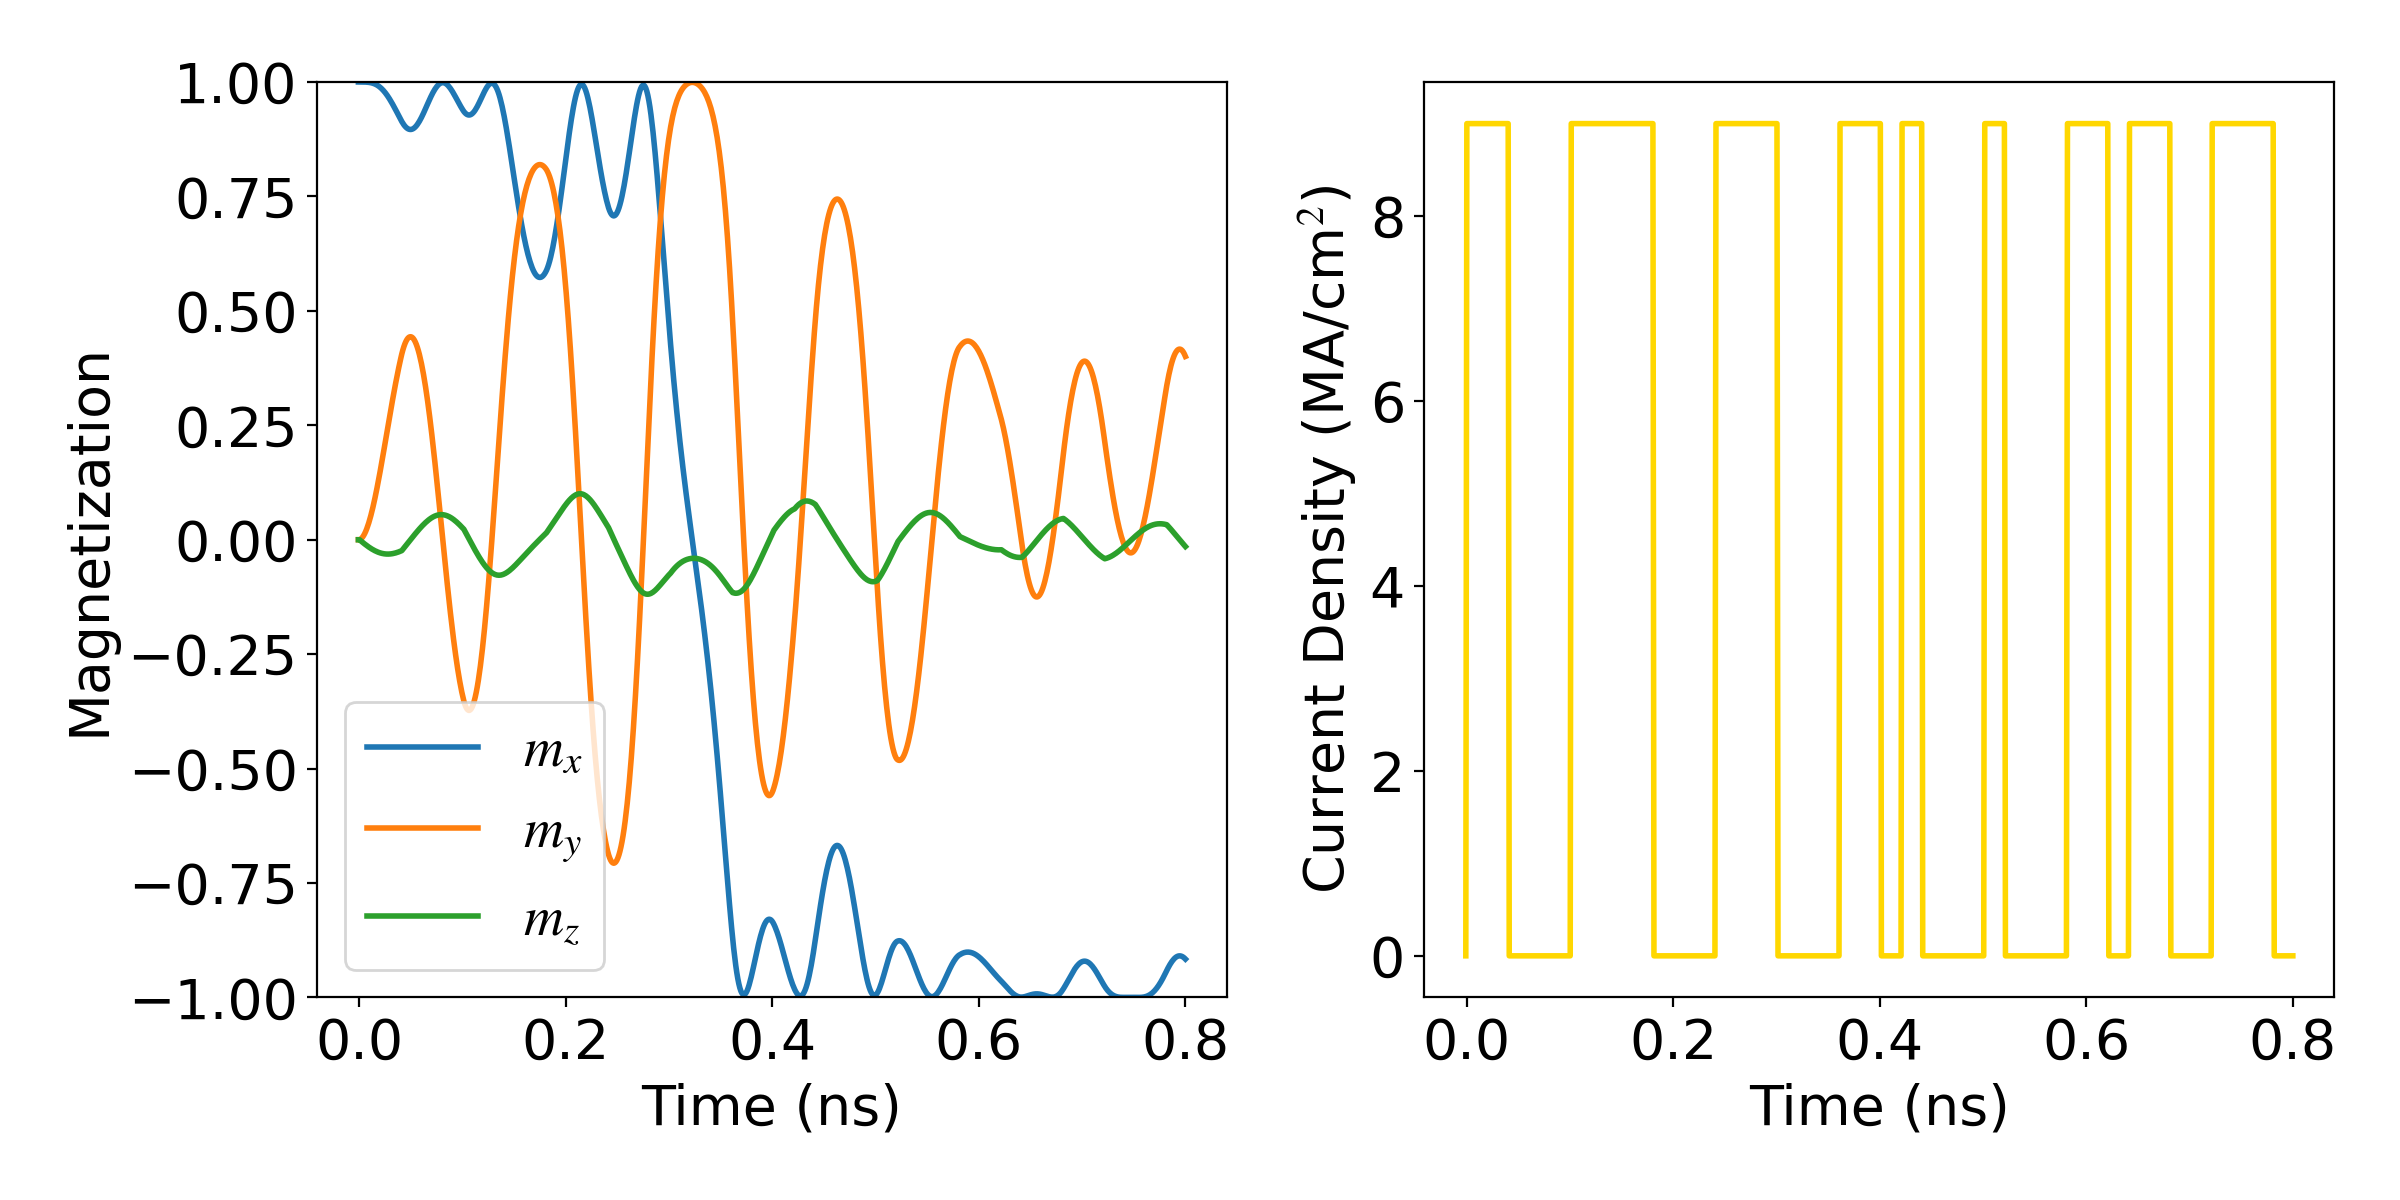 Magnetization
1.00
0.75
0.50
0.25
0.00
−0.25
−0.50
−0.75
−1.00
m_x
m_y
m_z
0.0 0.2 0.4 0.6 0.8
Time (ns)
Current Density (MA/cm²)
8
6
4
2
0
0.0 0.2 0.4 0.6 0.8
Time (ns)